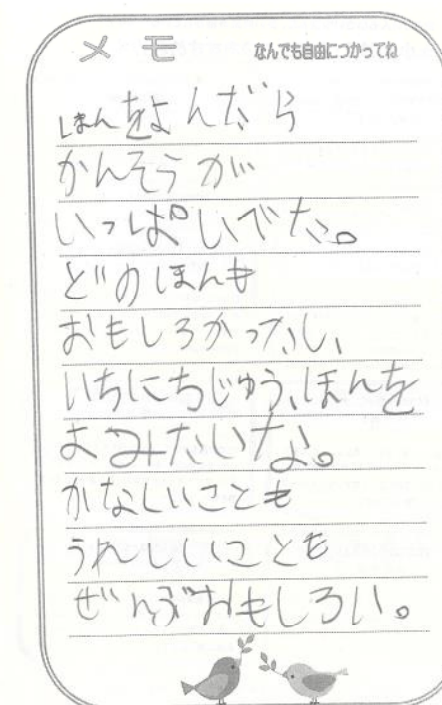 メモ なんでも自由につかってね
ほんをよんだら
かんそうが
いっぱいでた。
どのほんも
おもしろかったし、
いちにちじゅう、ほんを
よみたいな。
かなしいことも
うれしいことも
ぜんぶおもしろい。